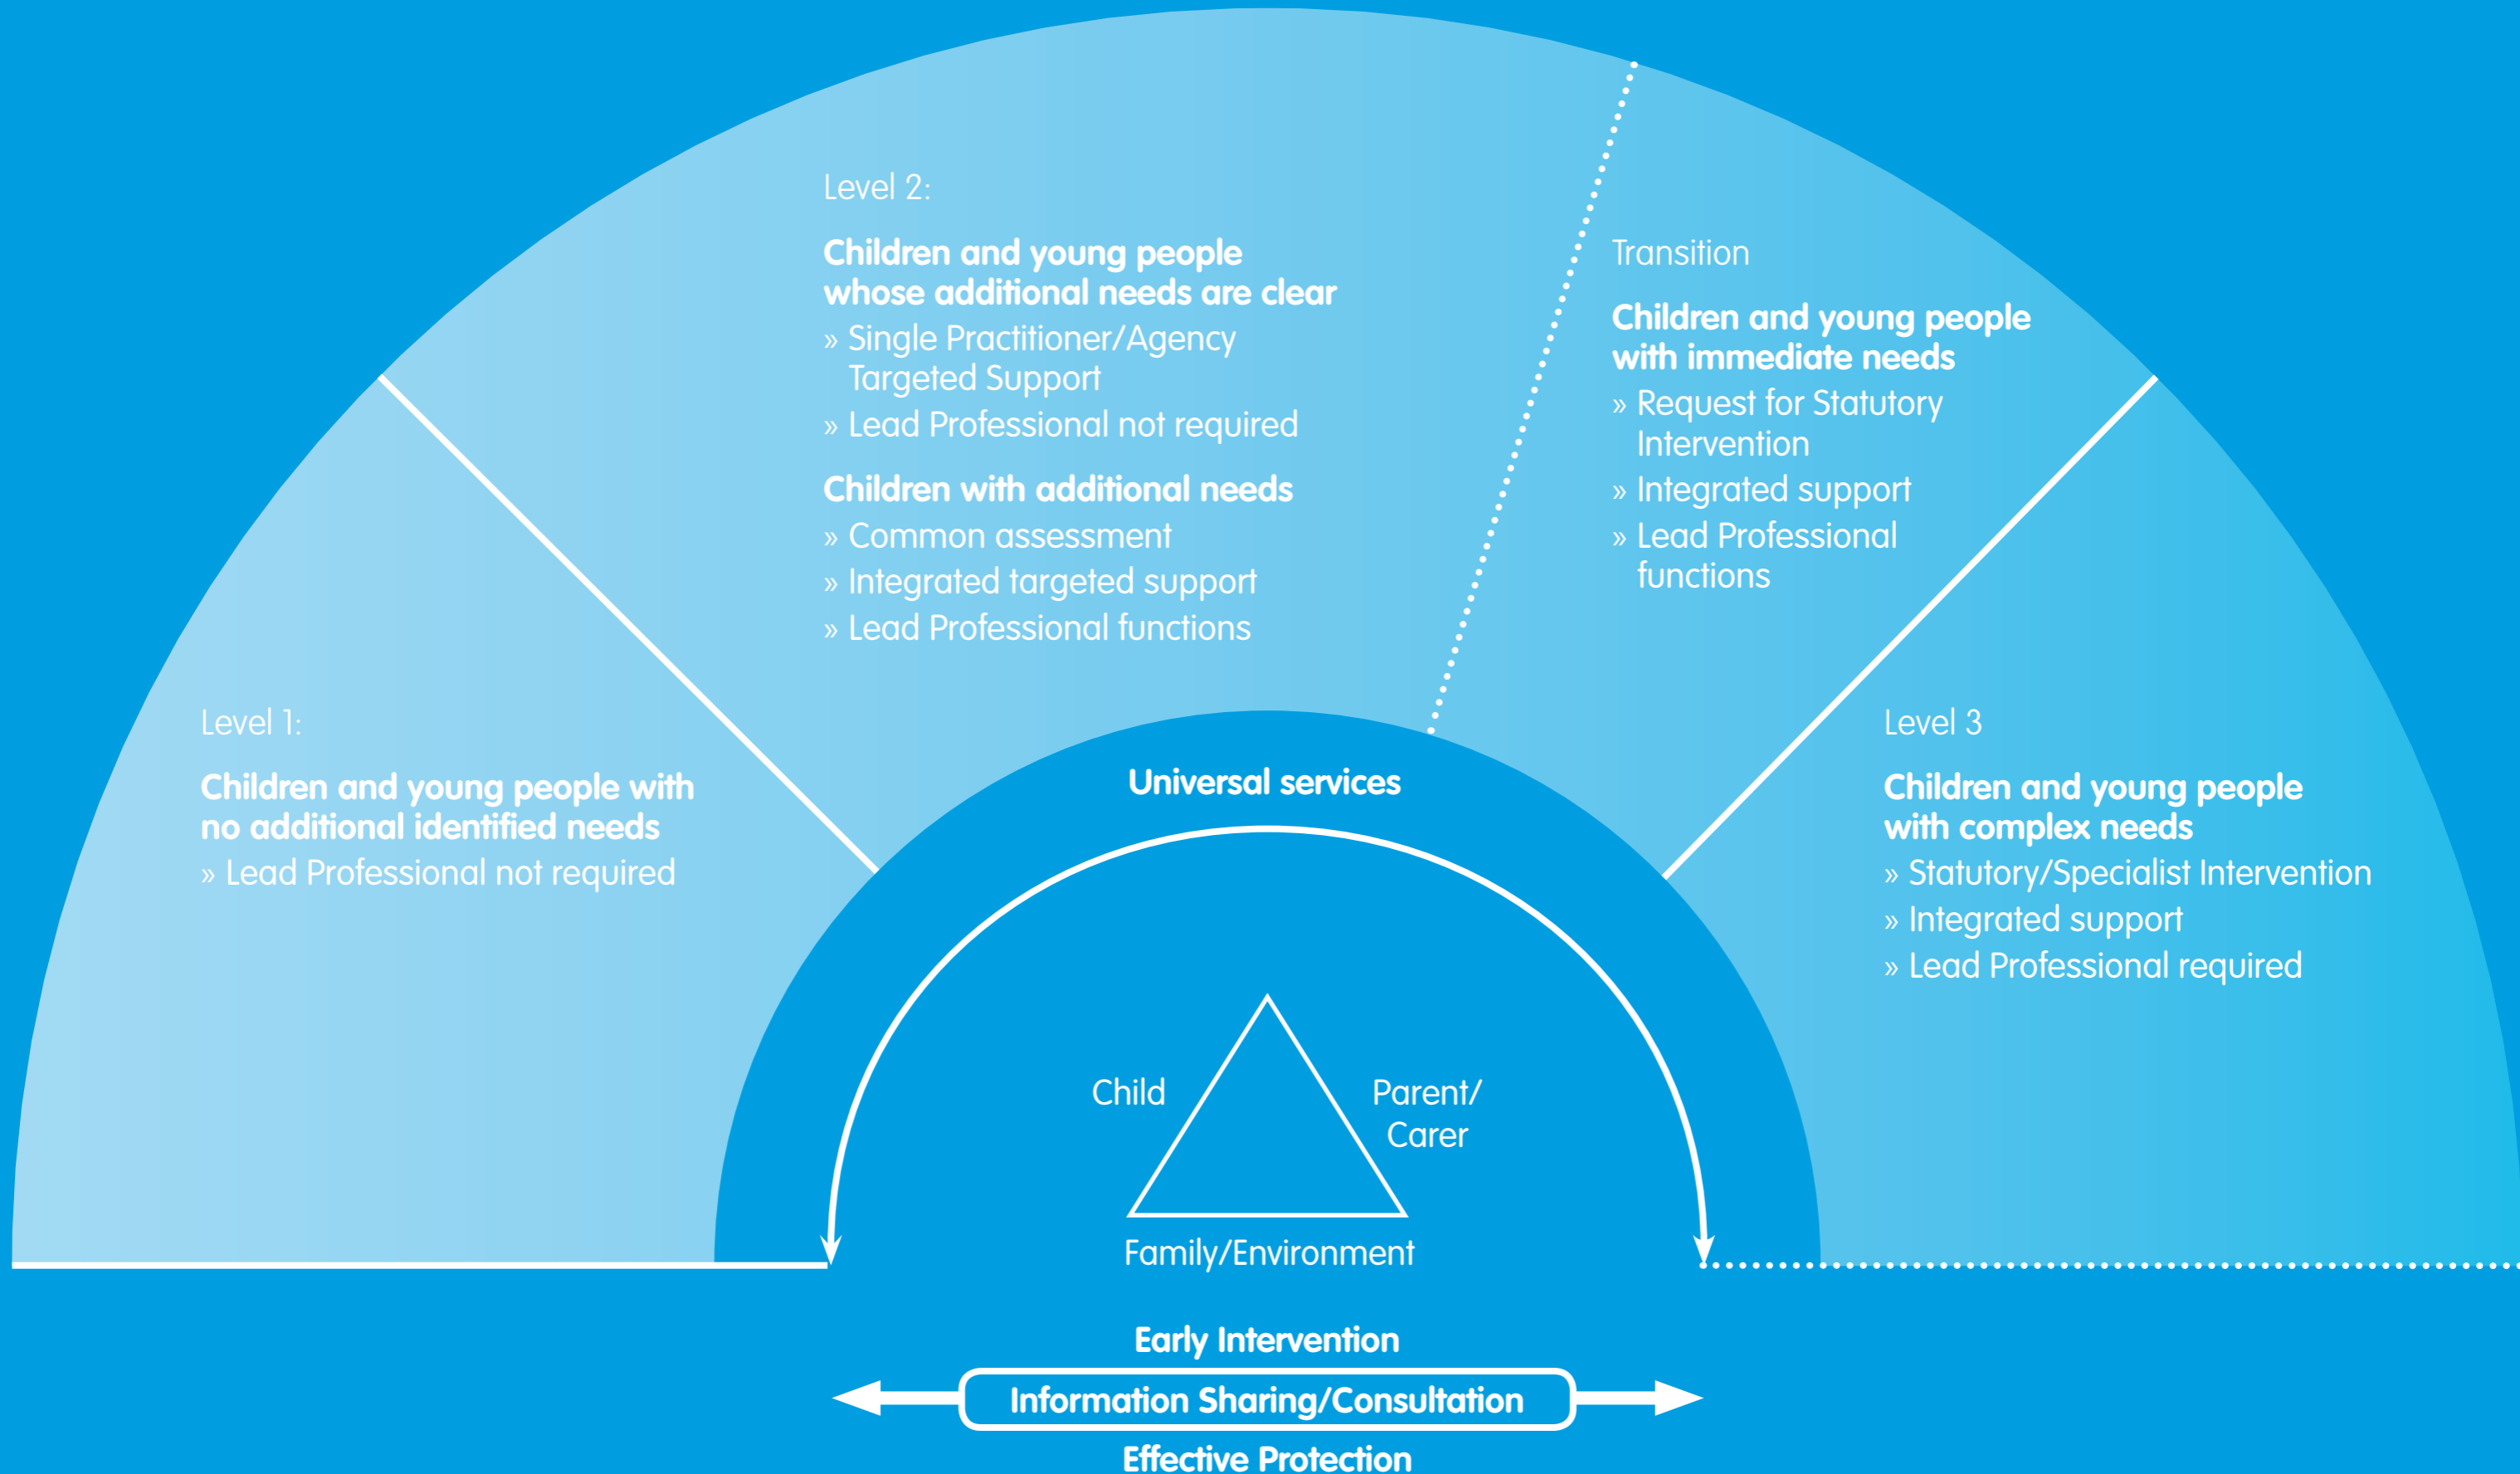 Level 1:
Children and young people with
no additional identified needs
» Lead Professional not required
Level 2:
Children and young people
whose additional needs are clear
» Single Practitioner/Agency
Targeted Support
» Lead Professional not required
Children with additional needs
» Common assessment
» Integrated targeted support
» Lead Professional functions
Transition
Children and young people
with immediate needs
» Request for Statutory
Intervention
» Integrated support
» Lead Professional
functions
Level 3
Children and young people
with complex needs
» Statutory/Specialist Intervention
» Integrated support
» Lead Professional required
Universal services
Child
Parent/
Carer
Family/Environment
Early Intervention
Information Sharing/Consultation
Effective Protection